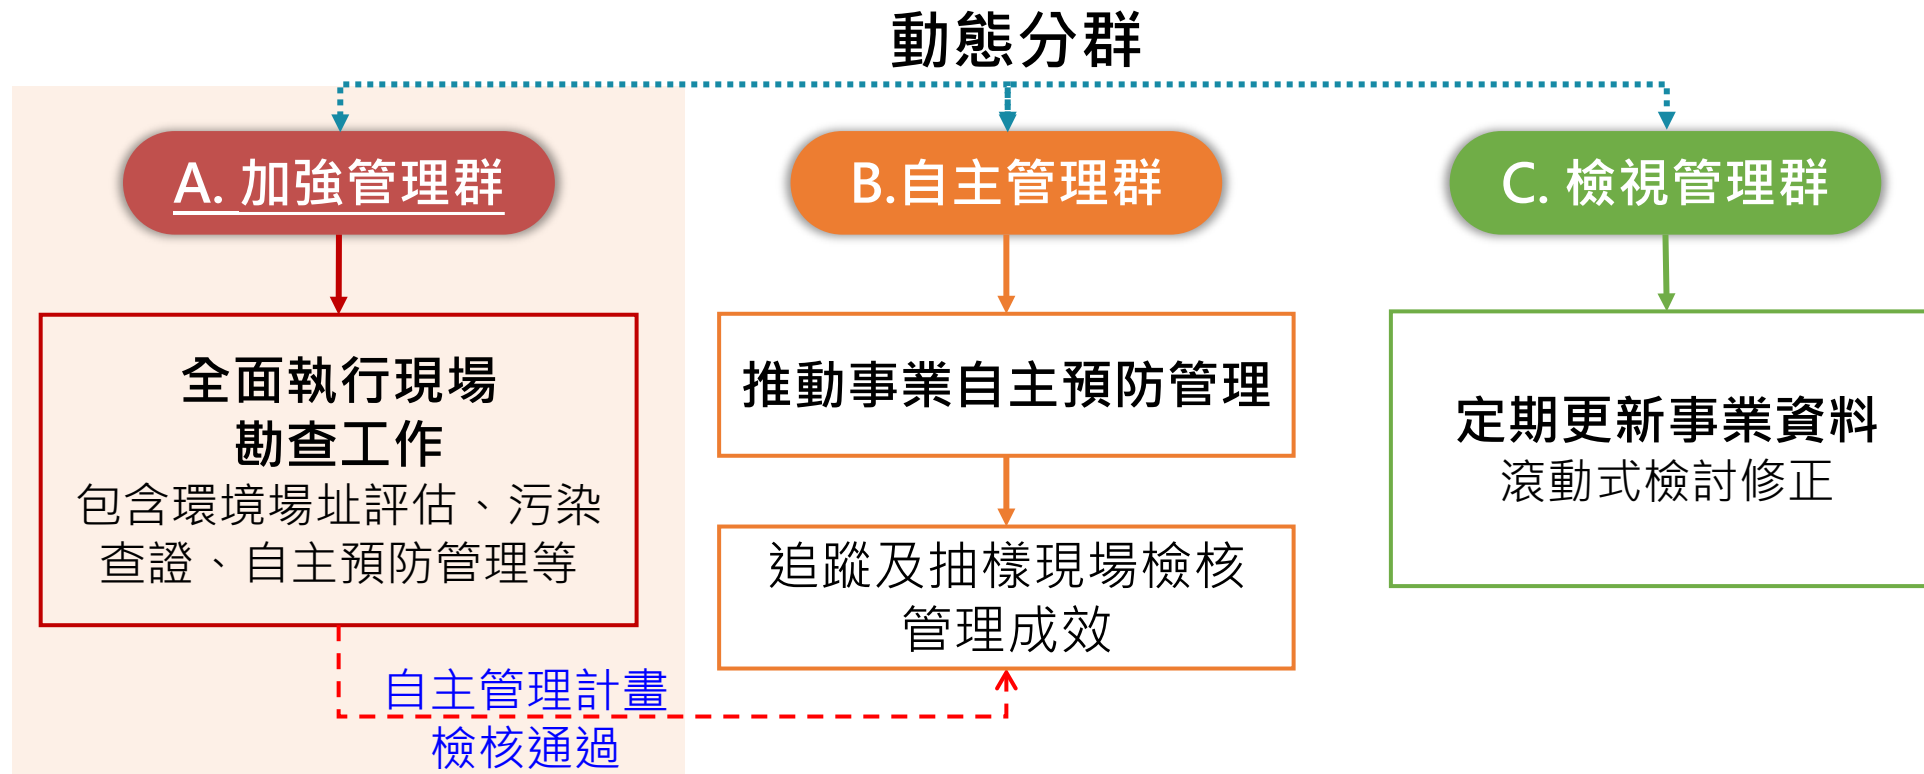 動態分群
A. 加強管理群
B.自主管理群
C. 檢視管理群
全面執行現場
勘查工作
包含環境場址評估、污染
查證、自主預防管理等
推動事業自主預防管理
追蹤及抽樣現場檢核
管理成效
定期更新事業資料
滾動式檢討修正
自主管理計畫
檢核通過